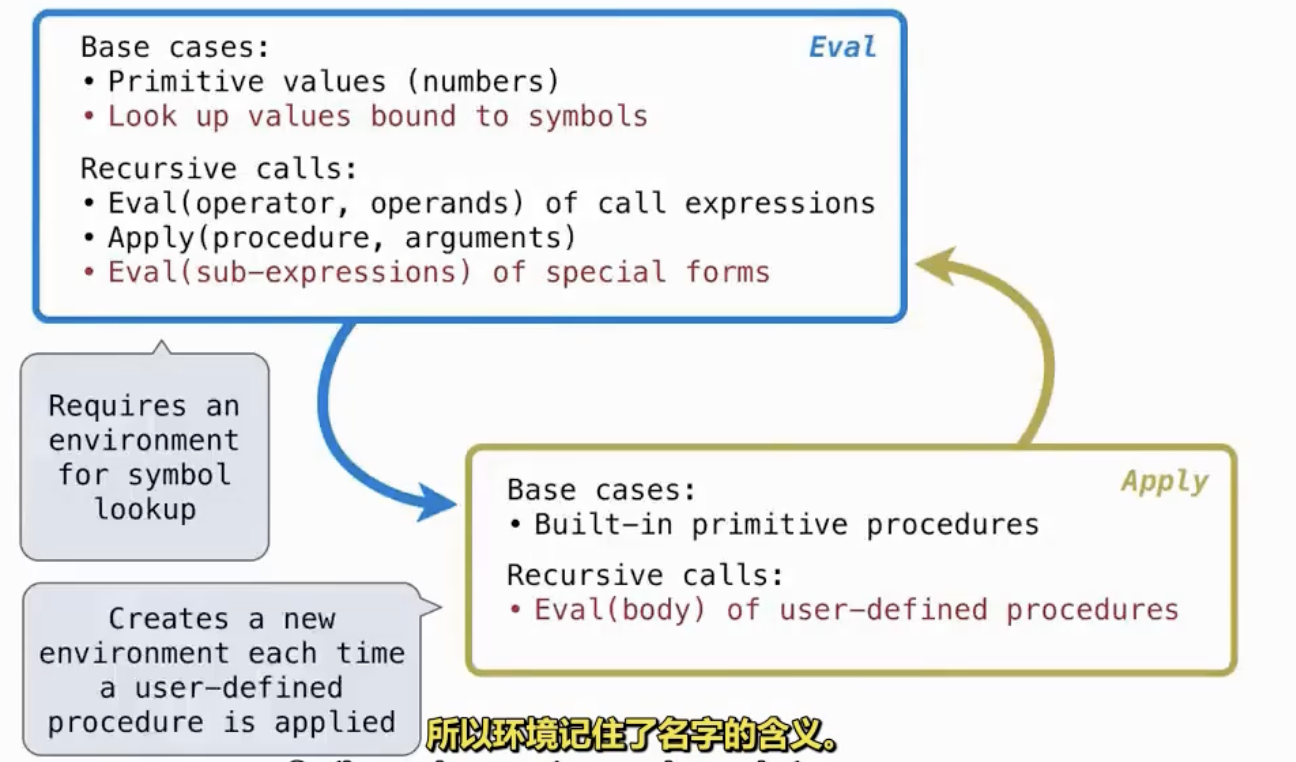 Eval
Base cases:
• Primitive values (numbers)
• Look up values bound to symbols
Recursive calls:
• Eval(operator, operands) of call expressions
• Apply(procedure, arguments)
• Eval(sub-expressions) of special forms
Requires an
environment
for symbol
lookup
Apply
Base cases:
• Built-in primitive procedures
Recursive calls:
• Eval(body) of user-defined procedures
Creates a new
environment each time
a user-defined
procedure is applied
所以环境记住了名字的含义。